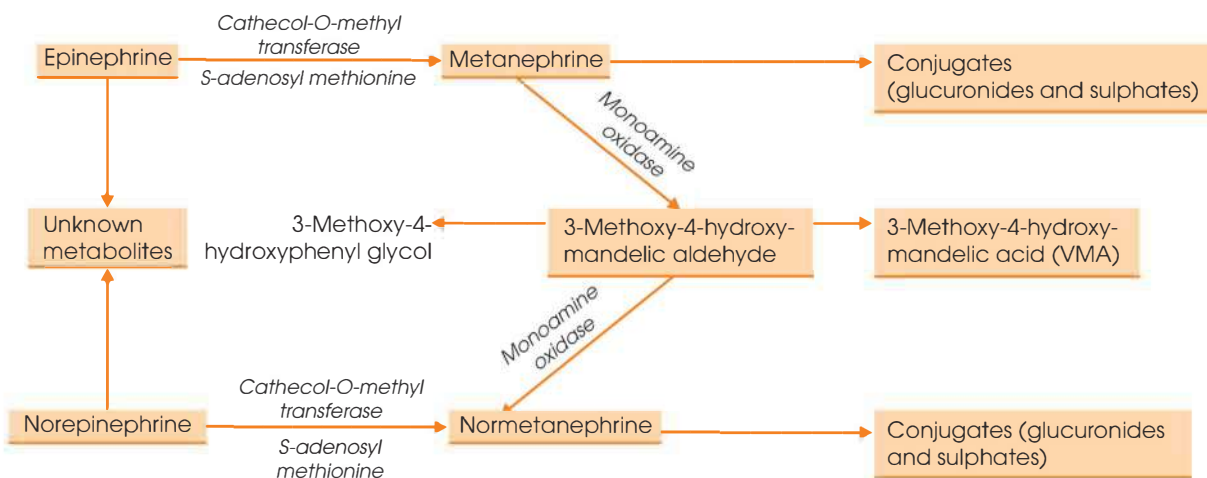 Epinephrine
Cathecol-O-methyl
transferase
S-adenosyl methionine
Metanephrine
Conjugates
(glucuronides and sulphates)
Monoamine
oxidase
Unknown
metabolites
3-Methoxy-4-
hydroxyphenyl glycol
3-Methoxy-4-hydroxy-
mandelic aldehyde
3-Methoxy-4-hydroxy-
mandelic acid (VMA)
Monoamine
oxidase
Norepinephrine
Cathecol-O-methyl
transferase
S-adenosyl
methionine
Normetanephrine
Conjugates (glucuronides
and sulphates)